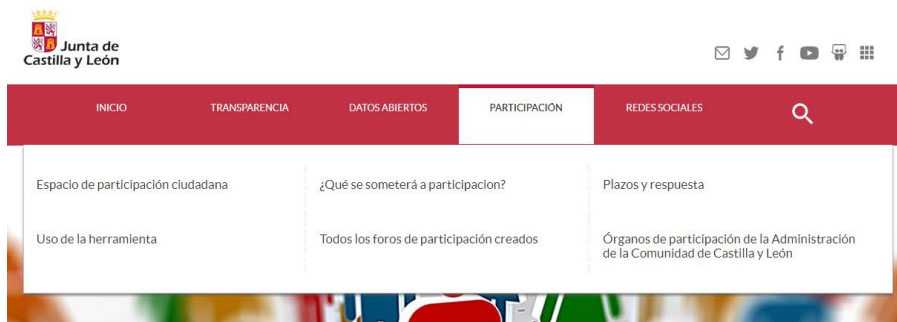 Junta de
Castilla y León
INICIO
TRANSPARENCIA
DATOS ABIERTOS
PARTICIPACIÓN
REDES SOCIALES
Espacio de participación ciudadana
¿Qué se someterá a participacion?
Plazos y respuesta
Uso de la herramienta
Todos los foros de participación creados
Órganos de participación de la Administración
de la Comunidad de Castilla y León